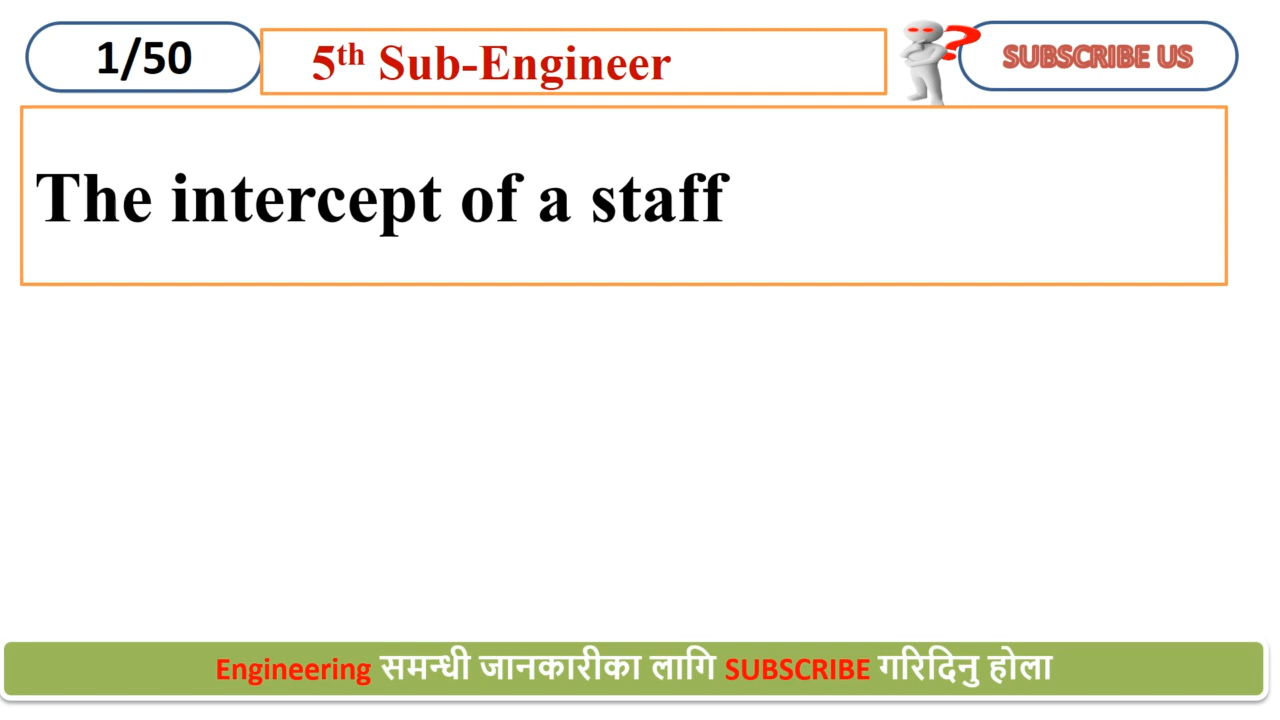 1/50
5th Sub-Engineer
SUBSCRIBE US
The intercept of a staff
Engineering समन्धी जानकारीका लागि SUBSCRIBE गरिदिनु होला